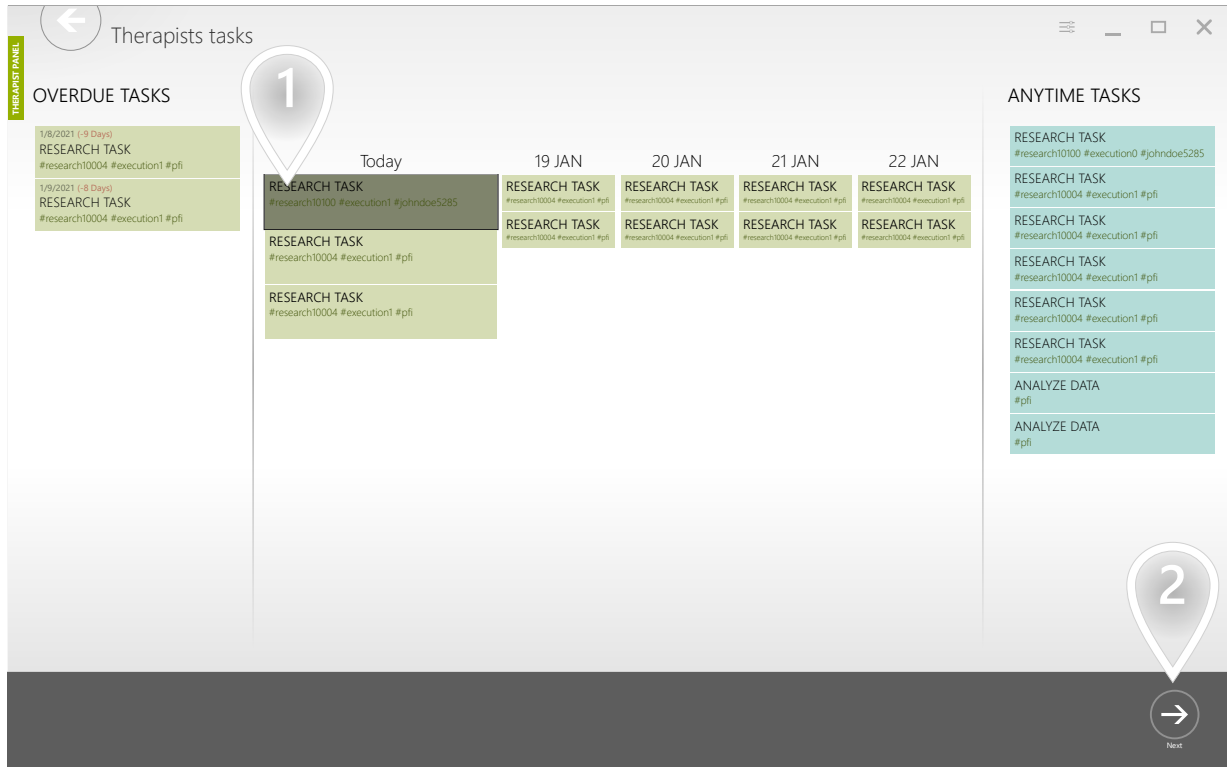 Therapists tasks
THERAPIST PANEL
OVERDUE TASKS
1/8/2021 (-9 Days)
RESEARCH TASK
#research10004 #execution1 #pfi
1/9/2021 (-8 Days)
RESEARCH TASK
#research10004 #execution1 #pfi
1
Today
RESEARCH TASK
#research10100 #execution1 #johndoe5285
RESEARCH TASK
#research10004 #execution1 #pfi
RESEARCH TASK
#research10004 #execution1 #pfi
19 JAN
RESEARCH TASK
#research10004 #execution1 #pfi
RESEARCH TASK
#research10004 #execution1 #pfi
20 JAN
RESEARCH TASK
#research10004 #execution1 #pfi
RESEARCH TASK
#research10004 #execution1 #pfi
21 JAN
RESEARCH TASK
#research10004 #execution1 #pfi
RESEARCH TASK
#research10004 #execution1 #pfi
22 JAN
RESEARCH TASK
#research10004 #execution1 #pfi
RESEARCH TASK
#research10004 #execution1 #pfi
ANYTIME TASKS
RESEARCH TASK
#research10100 #execution0 #johndoe5285
RESEARCH TASK
#research10004 #execution1 #pfi
RESEARCH TASK
#research10004 #execution1 #pfi
RESEARCH TASK
#research10004 #execution1 #pfi
RESEARCH TASK
#research10004 #execution1 #pfi
RESEARCH TASK
#research10004 #execution1 #pfi
ANALYZE DATA
#pfi
ANALYZE DATA
#pfi
2
Next